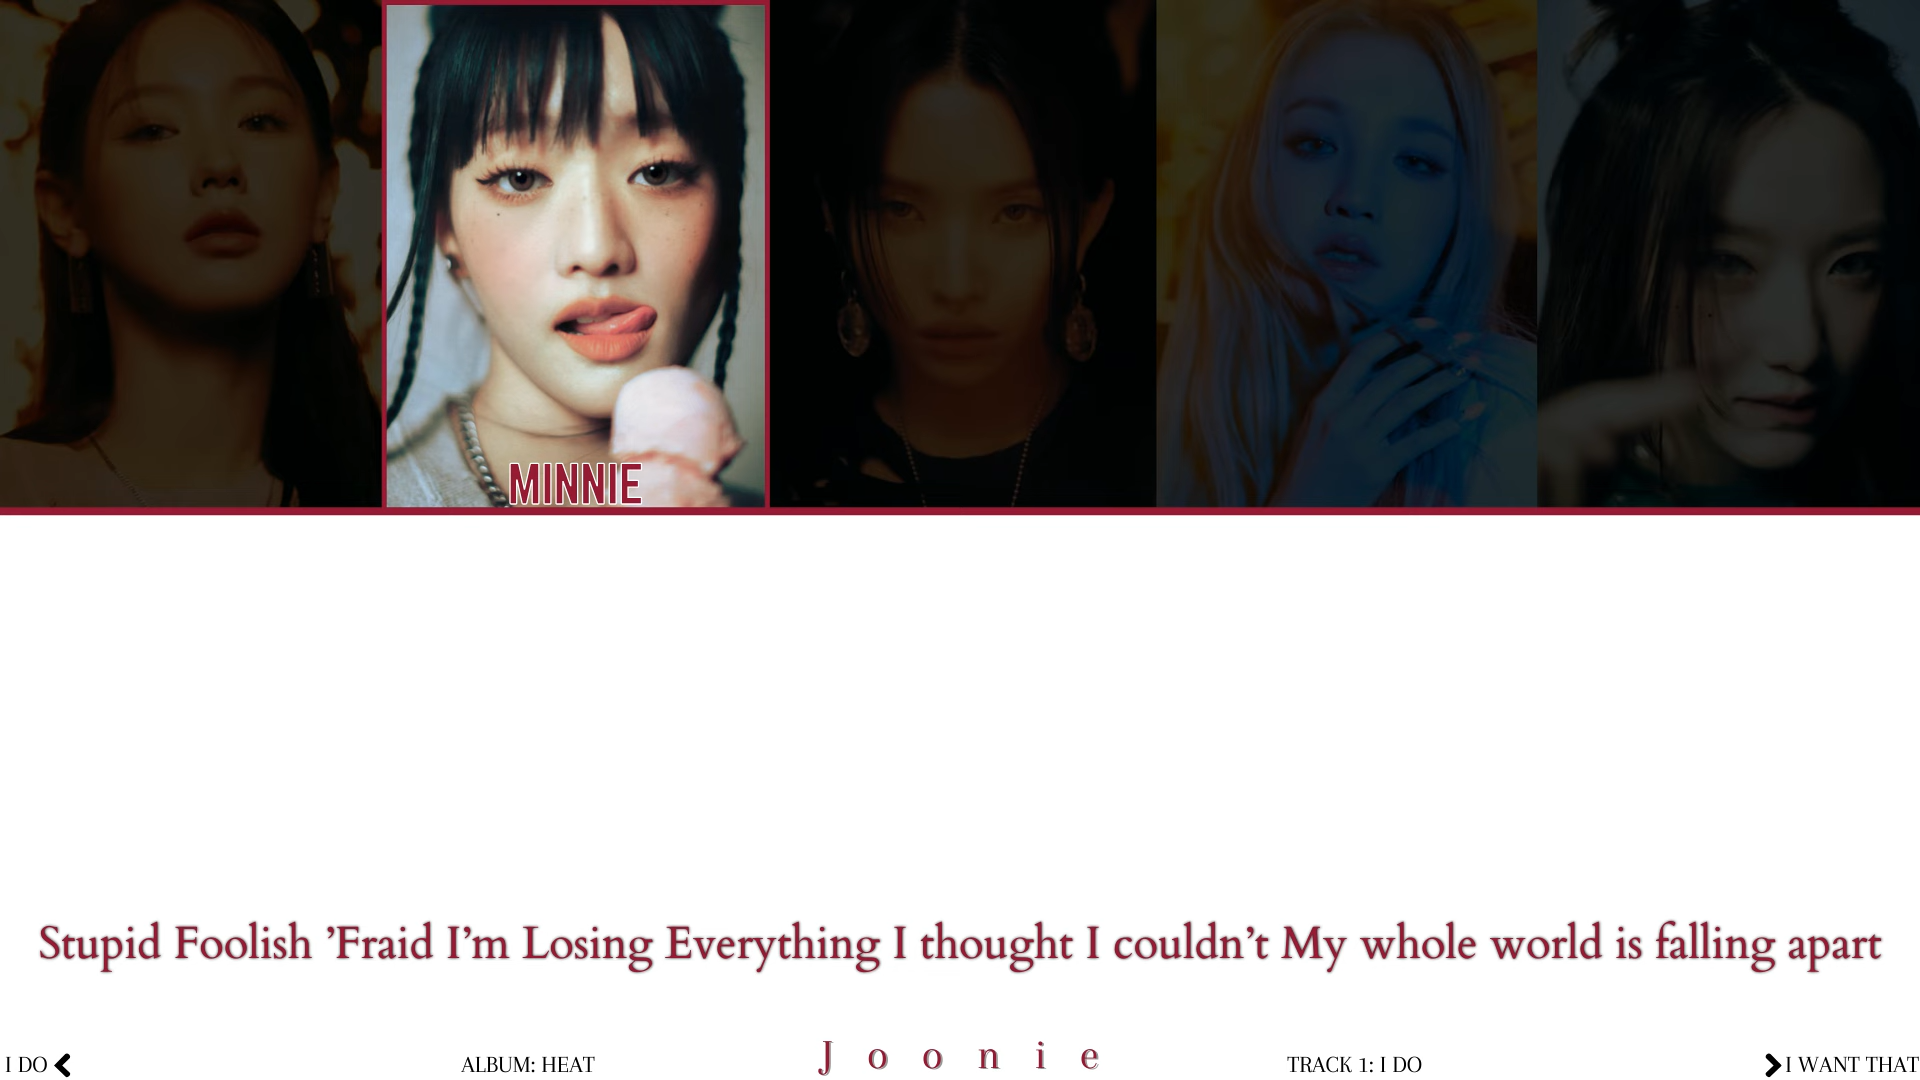 MINNIE
Stupid Foolish ’Fraid I’m Losing Everything I thought I couldn’t My whole world is falling apart
I DO
ALBUM: HEAT
Joonie
TRACK 1: I DO
I WANT THAT